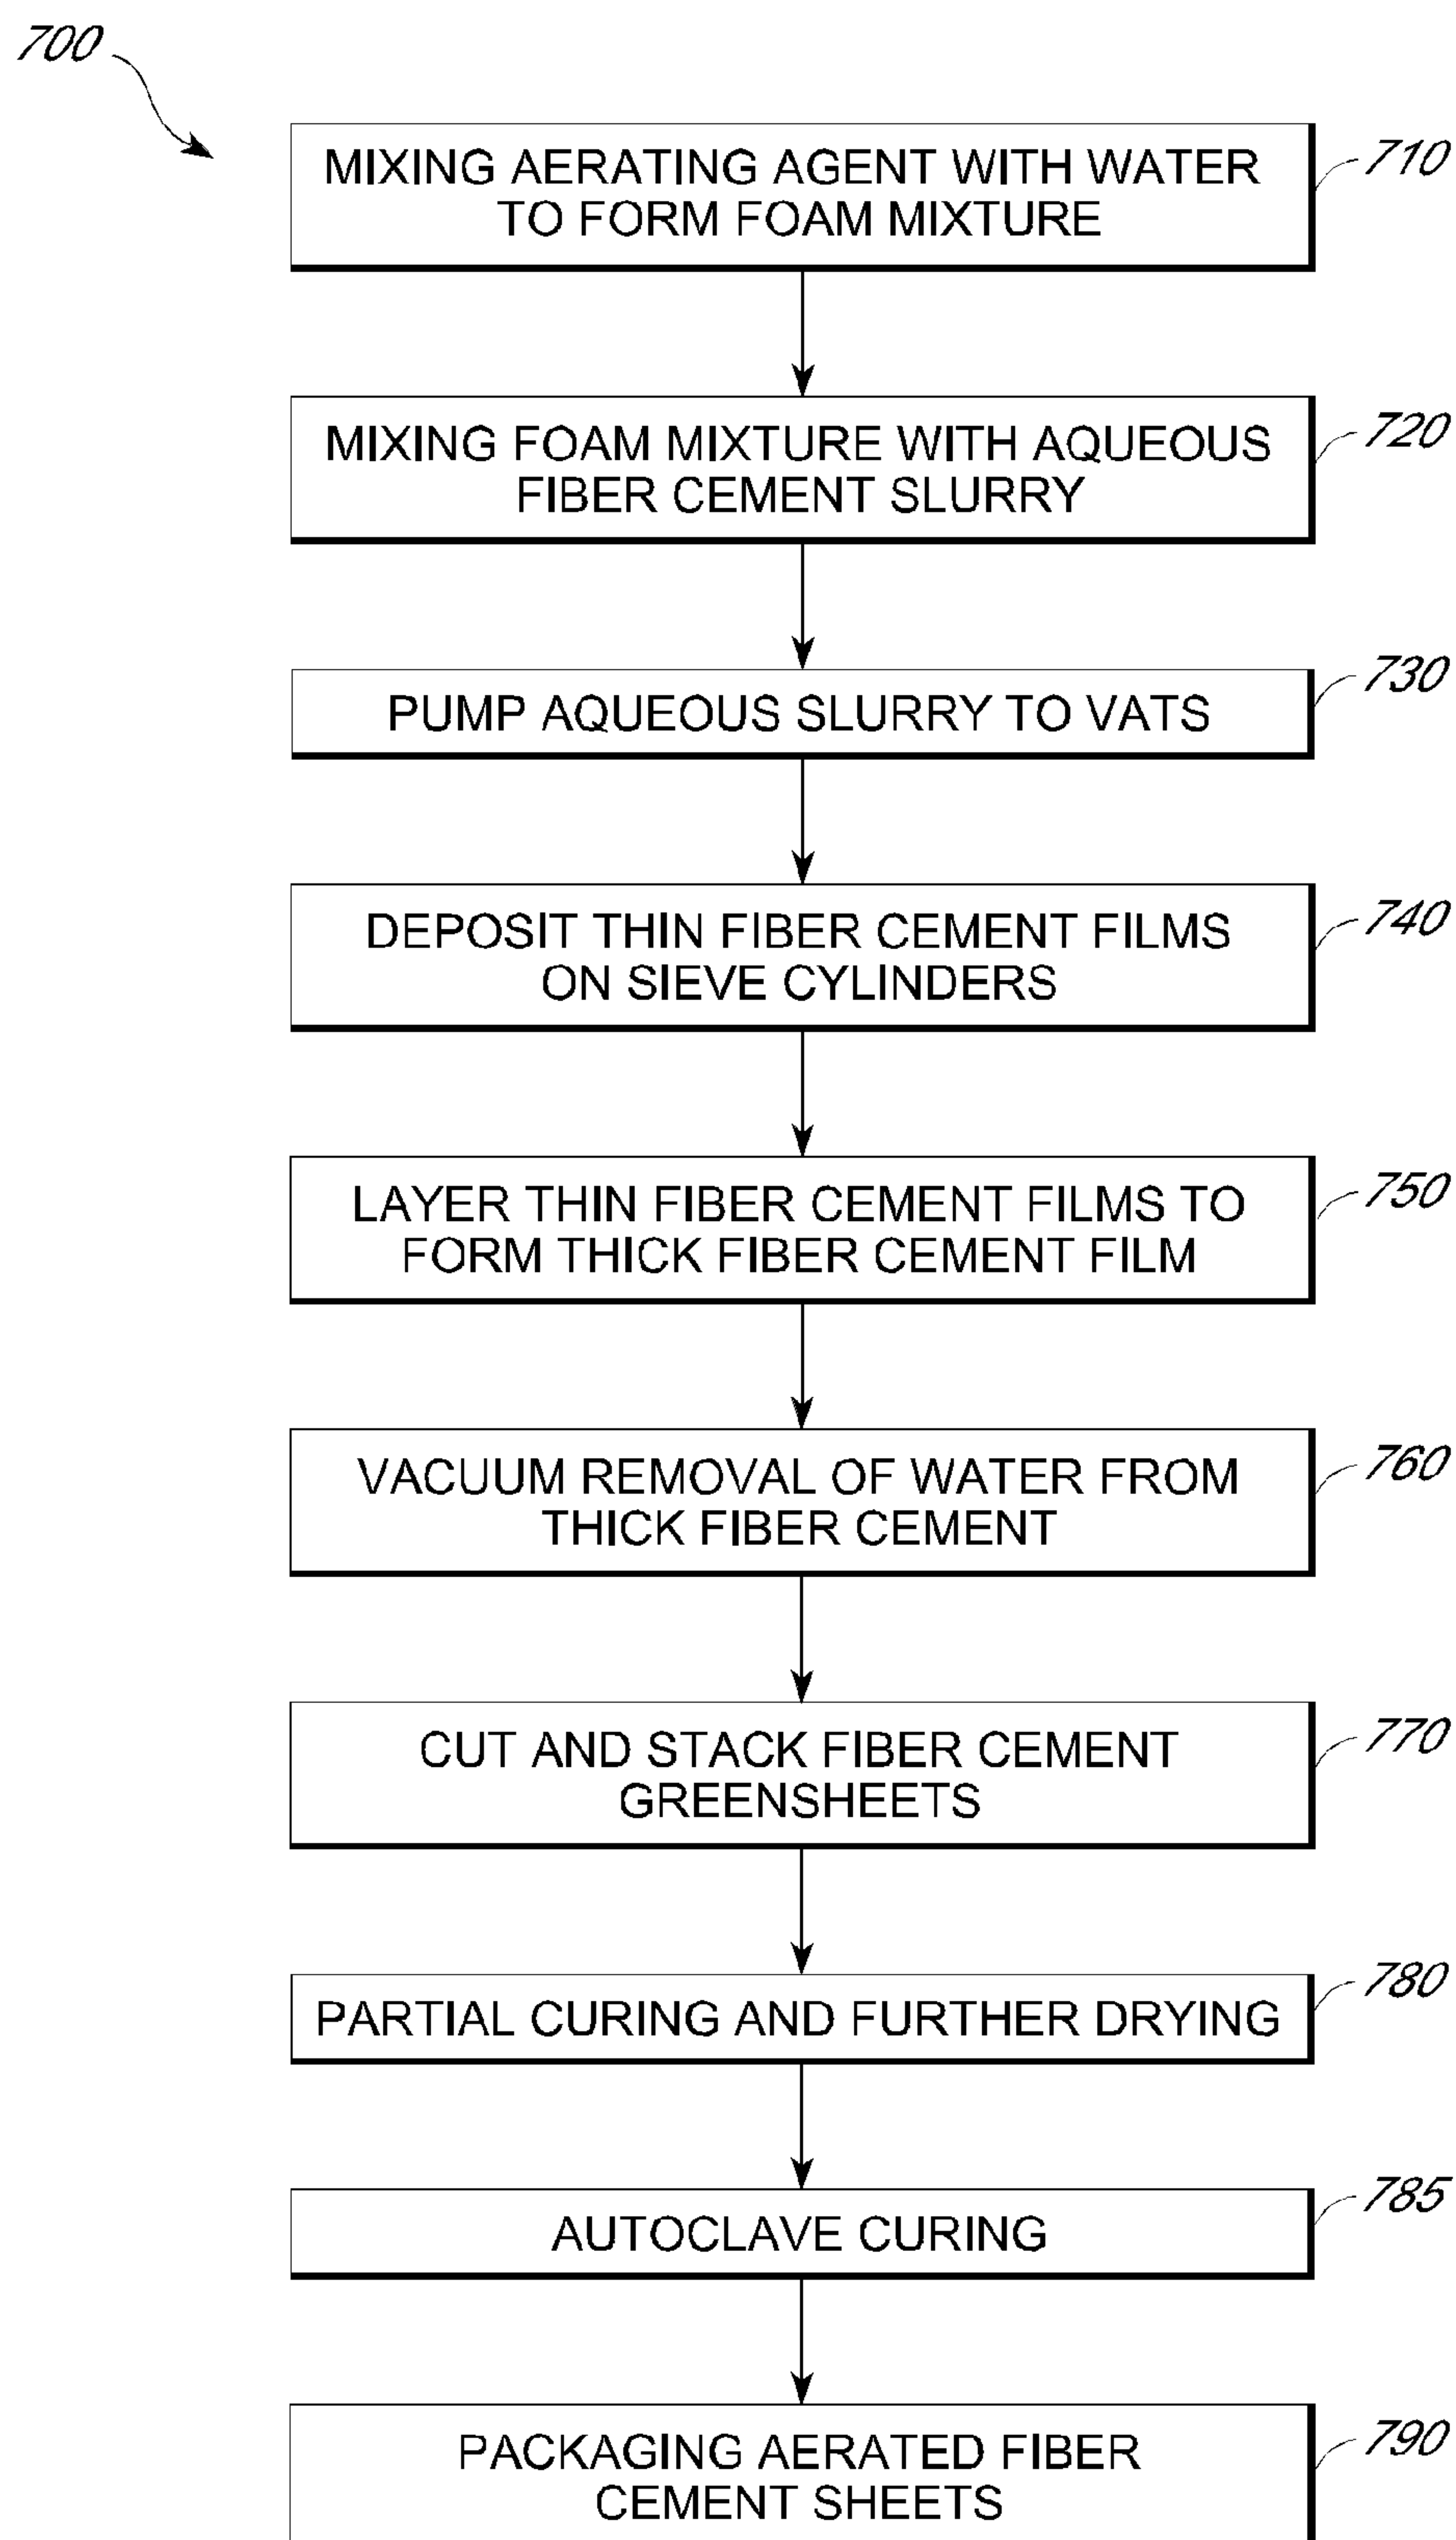 700
MIXING AERATING AGENT WITH WATER
TO FORM FOAM MIXTURE
710
MIXING FOAM MIXTURE WITH AQUEOUS
FIBER CEMENT SLURRY
720
PUMP AQUEOUS SLURRY TO VATS
730
DEPOSIT THIN FIBER CEMENT FILMS
ON SIEVE CYLINDERS
740
LAYER THIN FIBER CEMENT FILMS TO
FORM THICK FIBER CEMENT FILM
750
VACUUM REMOVAL OF WATER FROM
THICK FIBER CEMENT
760
CUT AND STACK FIBER CEMENT
GREENSHEETS
770
PARTIAL CURING AND FURTHER DRYING
780
AUTOCLAVE CURING
785
PACKAGING AERATED FIBER
CEMENT SHEETS
790